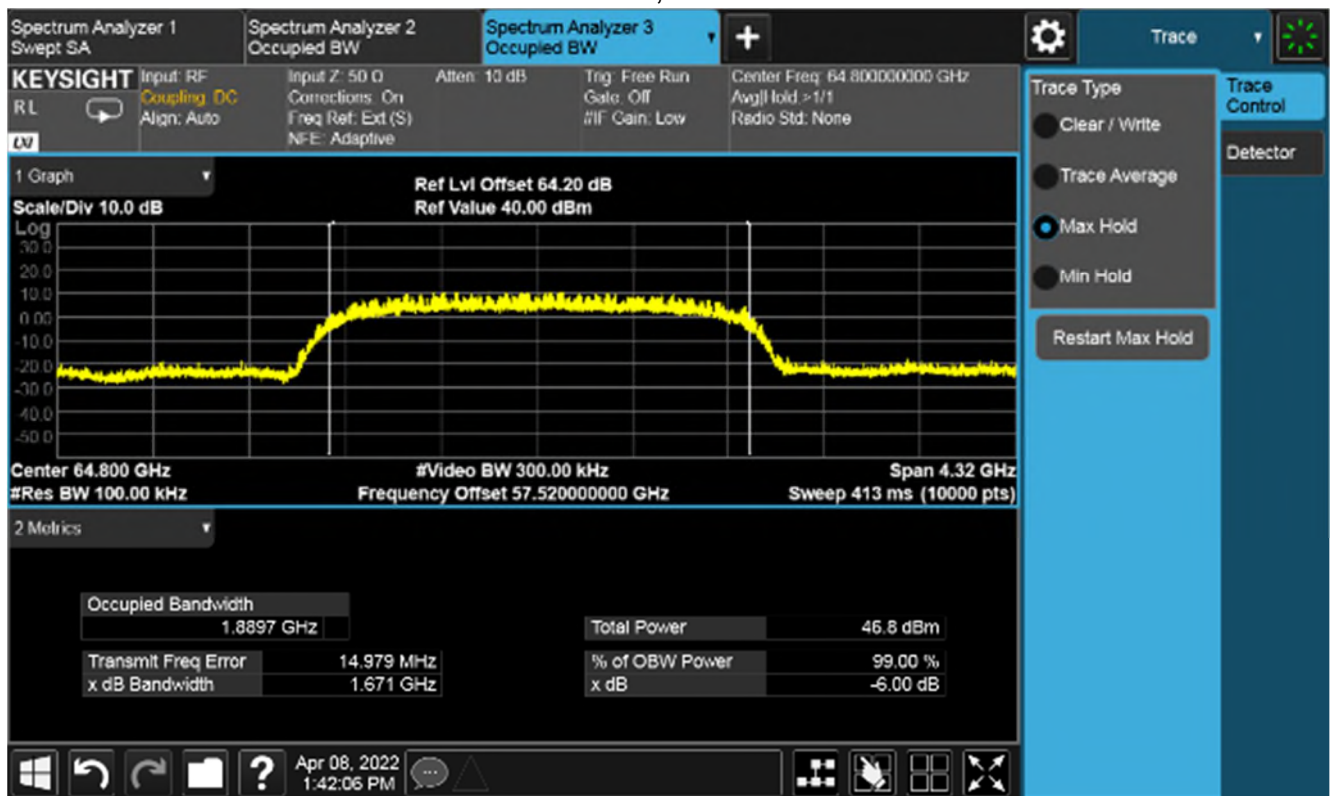 Spectrum Analyzer 1
Swept SA
Spectrum Analyzer 2
Occupied BW
Spectrum Analyzer 3
Occupied BW
+
Trace
KEYSIGHT
RL
LXI
Input: RF
Coupling: DC
Align: Auto
Input Z: 50 Ω
Corrections: On
Freq Ref: Ext (S)
NFE: Adaptive
Atten: 10 dB
Trig: Free Run
Gate: Off
#IF Gain: Low
Center Freq: 64.800000000 GHz
Avg|Hold:>1/1
Radio Std: None
Trace Type
Clear / Write
Trace Average
Max Hold
Min Hold
Restart Max Hold
Trace
Control
Detector
1 Graph
Scale/Div 10.0 dB
Ref Lvl Offset 64.20 dB
Ref Value 40.00 dBm
Log
30.0
20.0
10.0
0.00
-10.0
-20.0
-30.0
-40.0
-50.0
Center 64.800 GHz
#Video BW 300.00 kHz
Span 4.32 GHz
#Res BW 100.00 kHz
Frequency Offset 57.520000000 GHz
Sweep 413 ms (10000 pts)
2 Metrics
Occupied Bandwidth
1.8897 GHz
Total Power 46.8 dBm
Transmit Freq Error 14.979 MHz
% of OBW Power 99.00 %
x dB Bandwidth 1.671 GHz
x dB -6.00 dB
?
Apr 08, 2022
1:42:06 PM